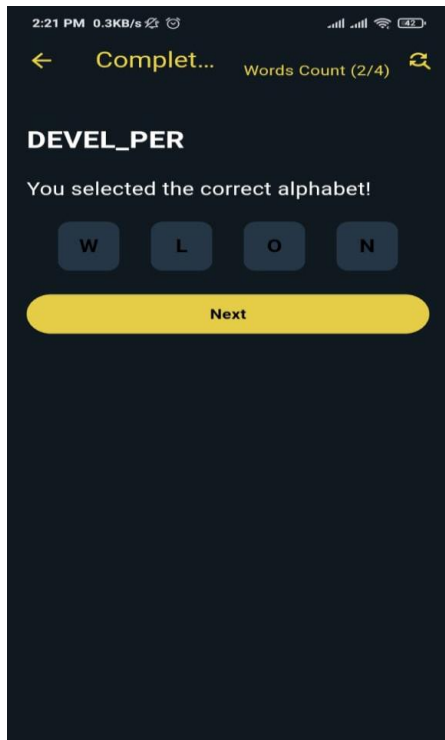 2:21 PM 0.3KB/s 42
Complet... Words Count (2/4)
DEVEL_PER
You selected the correct alphabet!
W L O N
Next